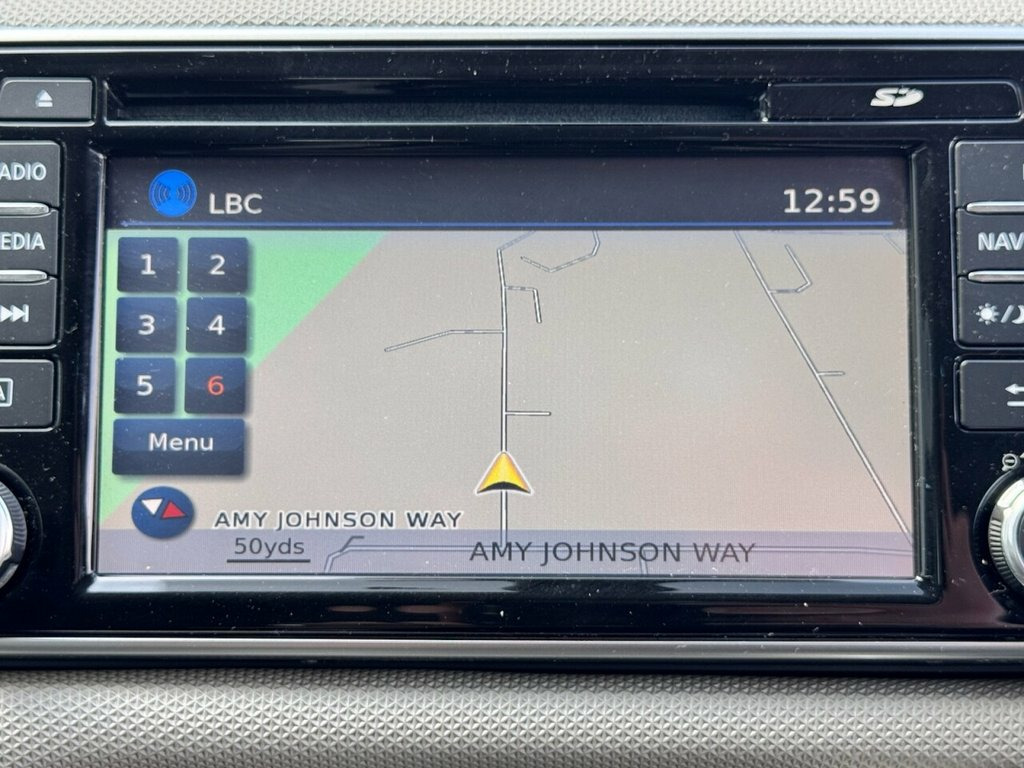 SD
ADIO
LBC
12:59
EDIA
NAV
1 2
3 4
5 6
Menu
AMY JOHNSON WAY
50yds
AMY JOHNSON WAY